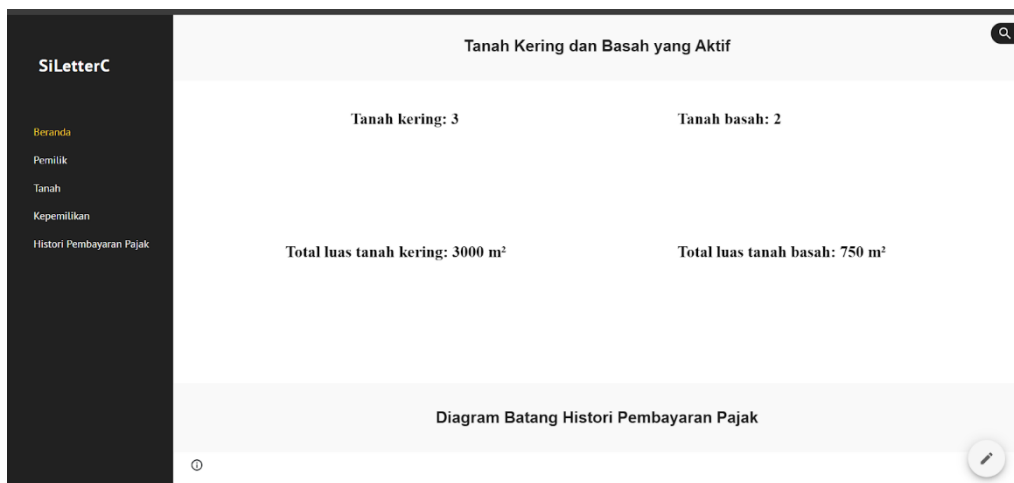 SiLetterC
Beranda
Pemilik
Tanah
Kepemilikan
Histori Pembayaran Pajak
Tanah Kering dan Basah yang Aktif
Tanah kering: 3
Tanah basah: 2
Total luas tanah kering: 3000 m²
Total luas tanah basah: 750 m²
Diagram Batang Histori Pembayaran Pajak